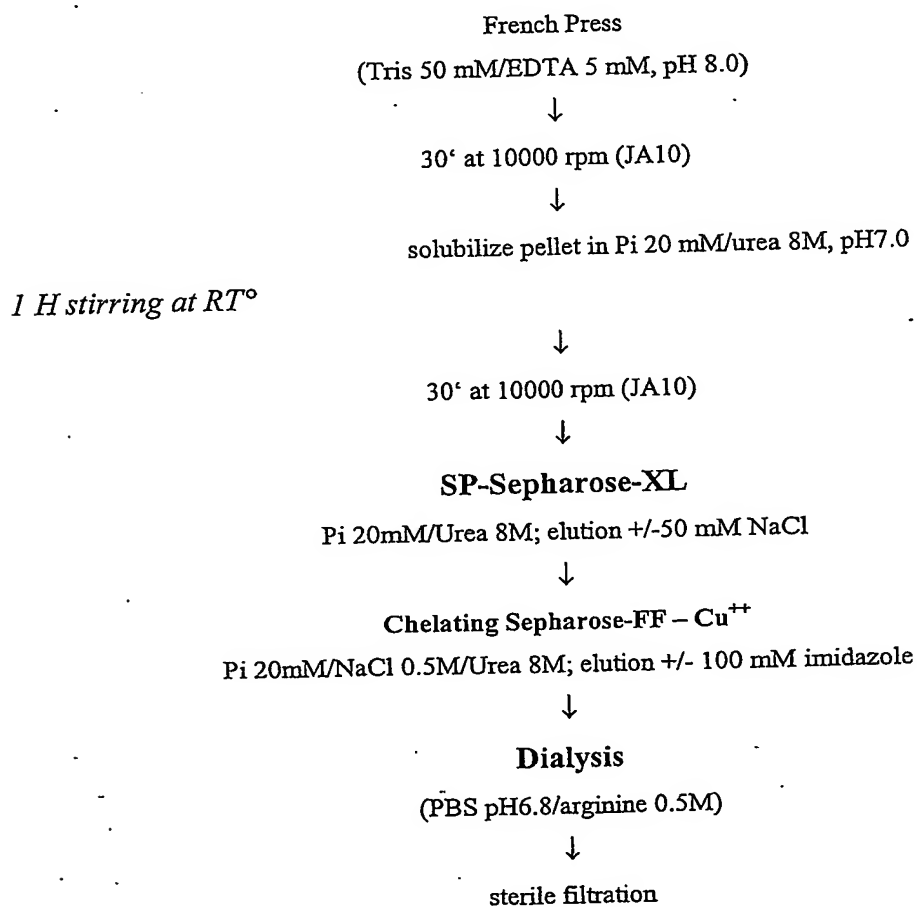 French Press
(Tris 50 mM/EDTA 5 mM, pH 8.0)
↓
30‘ at 10000 rpm (JA10)
↓
solubilize pellet in Pi 20 mM/urea 8M, pH7.0
1 H stirring at RT°
↓
30‘ at 10000 rpm (JA10)
↓
SP-Sepharose-XL
Pi 20mM/Urea 8M; elution +/-50 mM NaCl
↓
Chelating Sepharose-FF – Cu⁺⁺
Pi 20mM/NaCl 0.5M/Urea 8M; elution +/- 100 mM imidazole
↓
Dialysis
(PBS pH6.8/arginine 0.5M)
↓
sterile filtration